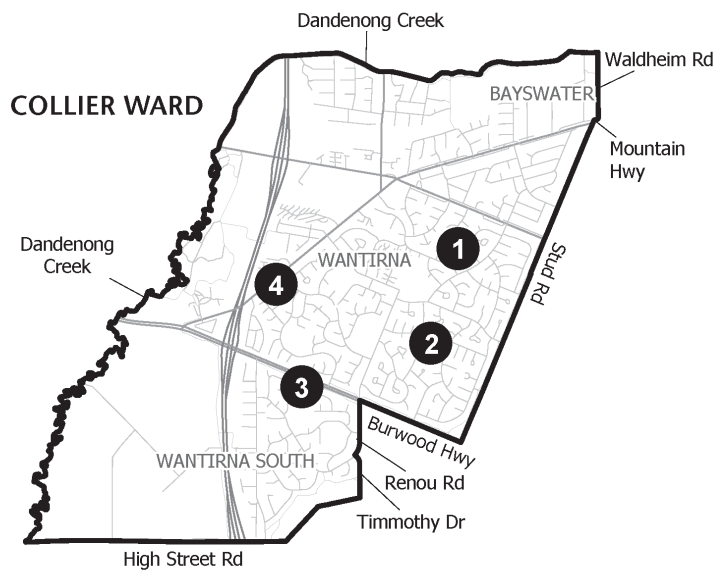 Dandenong Creek
Waldheim Rd
BAYSWATER
COLLIER WARD
Mountain
Hwy
1
WANTIRNA
Dandenong
Creek
Stud Rd
4
2
3
Burwood Hwy
WANTIRNA SOUTH
Renou Rd
Timmothy Dr
High Street Rd